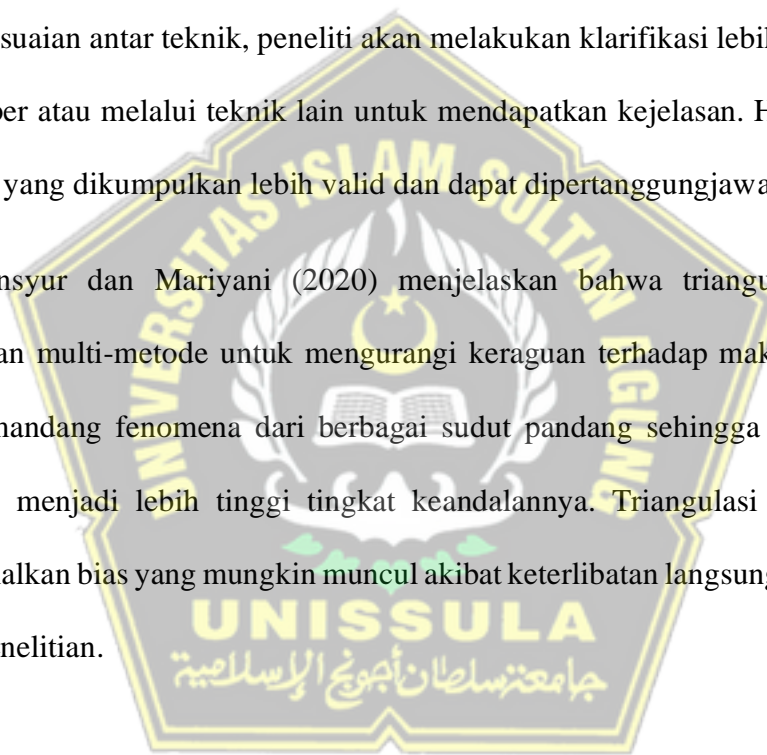 suaian antar teknik, peneliti akan melakukan klarifikasi lebih
er atau melalui teknik lain untuk mendapatkan kejelasan. H
yang dikumpulkan lebih valid dan dapat dipertanggungjawa
nsyur dan Mariyani (2020) menjelaskan bahwa triangu
an multi-metode untuk mengurangi keraguan terhadap mak
nandang fenomena dari berbagai sudut pandang sehingga
menjadi lebih tinggi tingkat keandalannya. Triangulasi
alkan bias yang mungkin muncul akibat keterlibatan langsung
nelitian.
UNIVERSITAS ISLAM SULTAN AGUNG
UNISSULA
جامعة سلطان أجونج الإسلامية